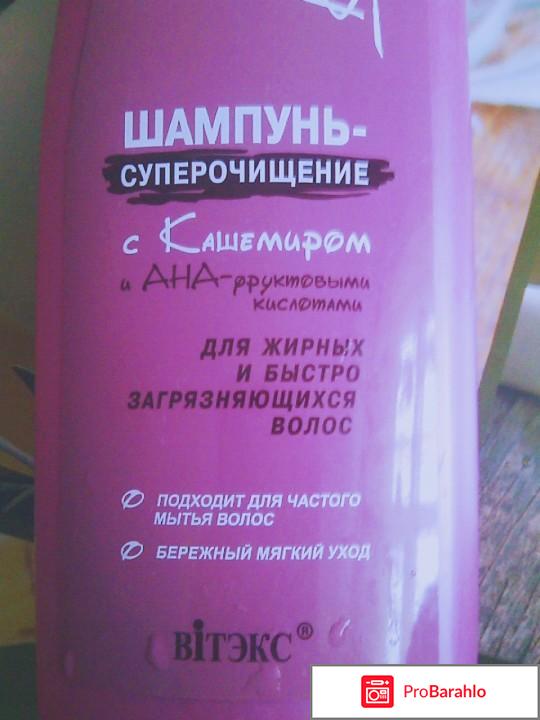 ШАМПУНЬ-
СУПЕРОЧИЩЕНИЕ
с Кашемиром
и АНА-фруктовыми
кислотами
ДЛЯ ЖИРНЫХ
И БЫСТРО
ЗАГРЯЗНЯЮЩИХСЯ
ВОЛОС
ПОДХОДИТ ДЛЯ ЧАСТОГО
МЫТЬЯ ВОЛОС
БЕРЕЖНЫЙ МЯГКИЙ УХОД
ВіТЭКС®
ProBarahlo